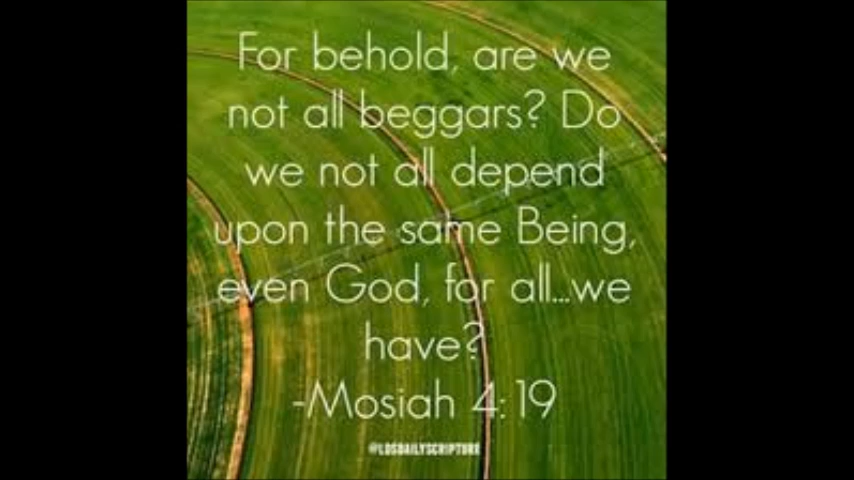 For behold, are we
not all beggars? Do
we not all depend
upon the same Being,
even God, for all...we
have?
-Mosiah 4:19
@LDSDAILYSCRIPTURE